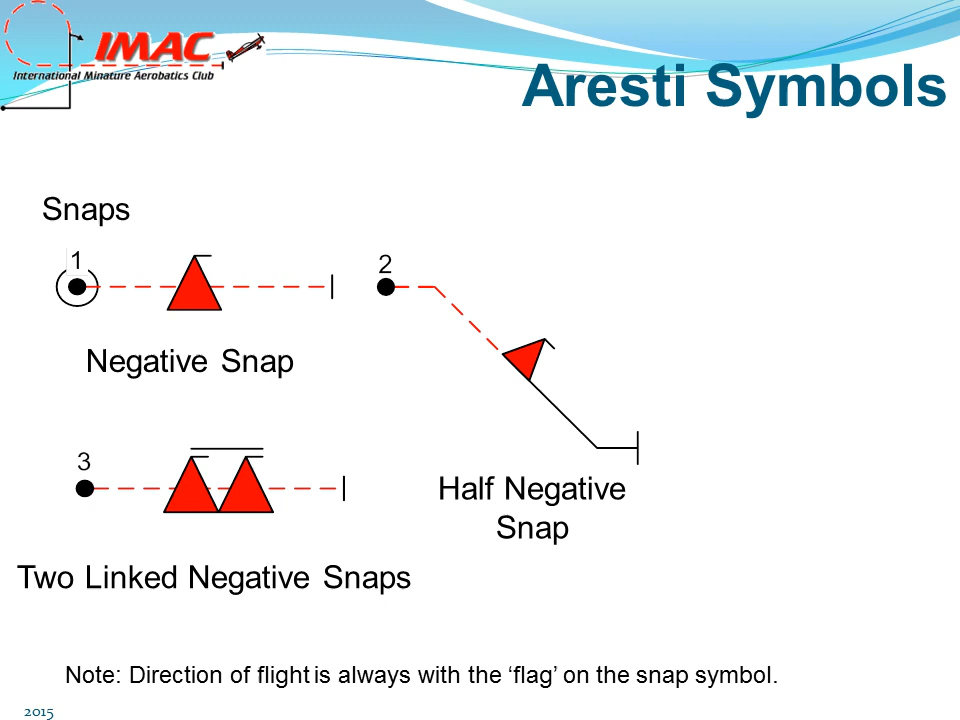 IMAC
International Minature Aerobatics Club
Aresti Symbols
Snaps
1
2
Negative Snap
3
Half Negative
Snap
Two Linked Negative Snaps
Note: Direction of flight is always with the ‘flag’ on the snap symbol.
2015